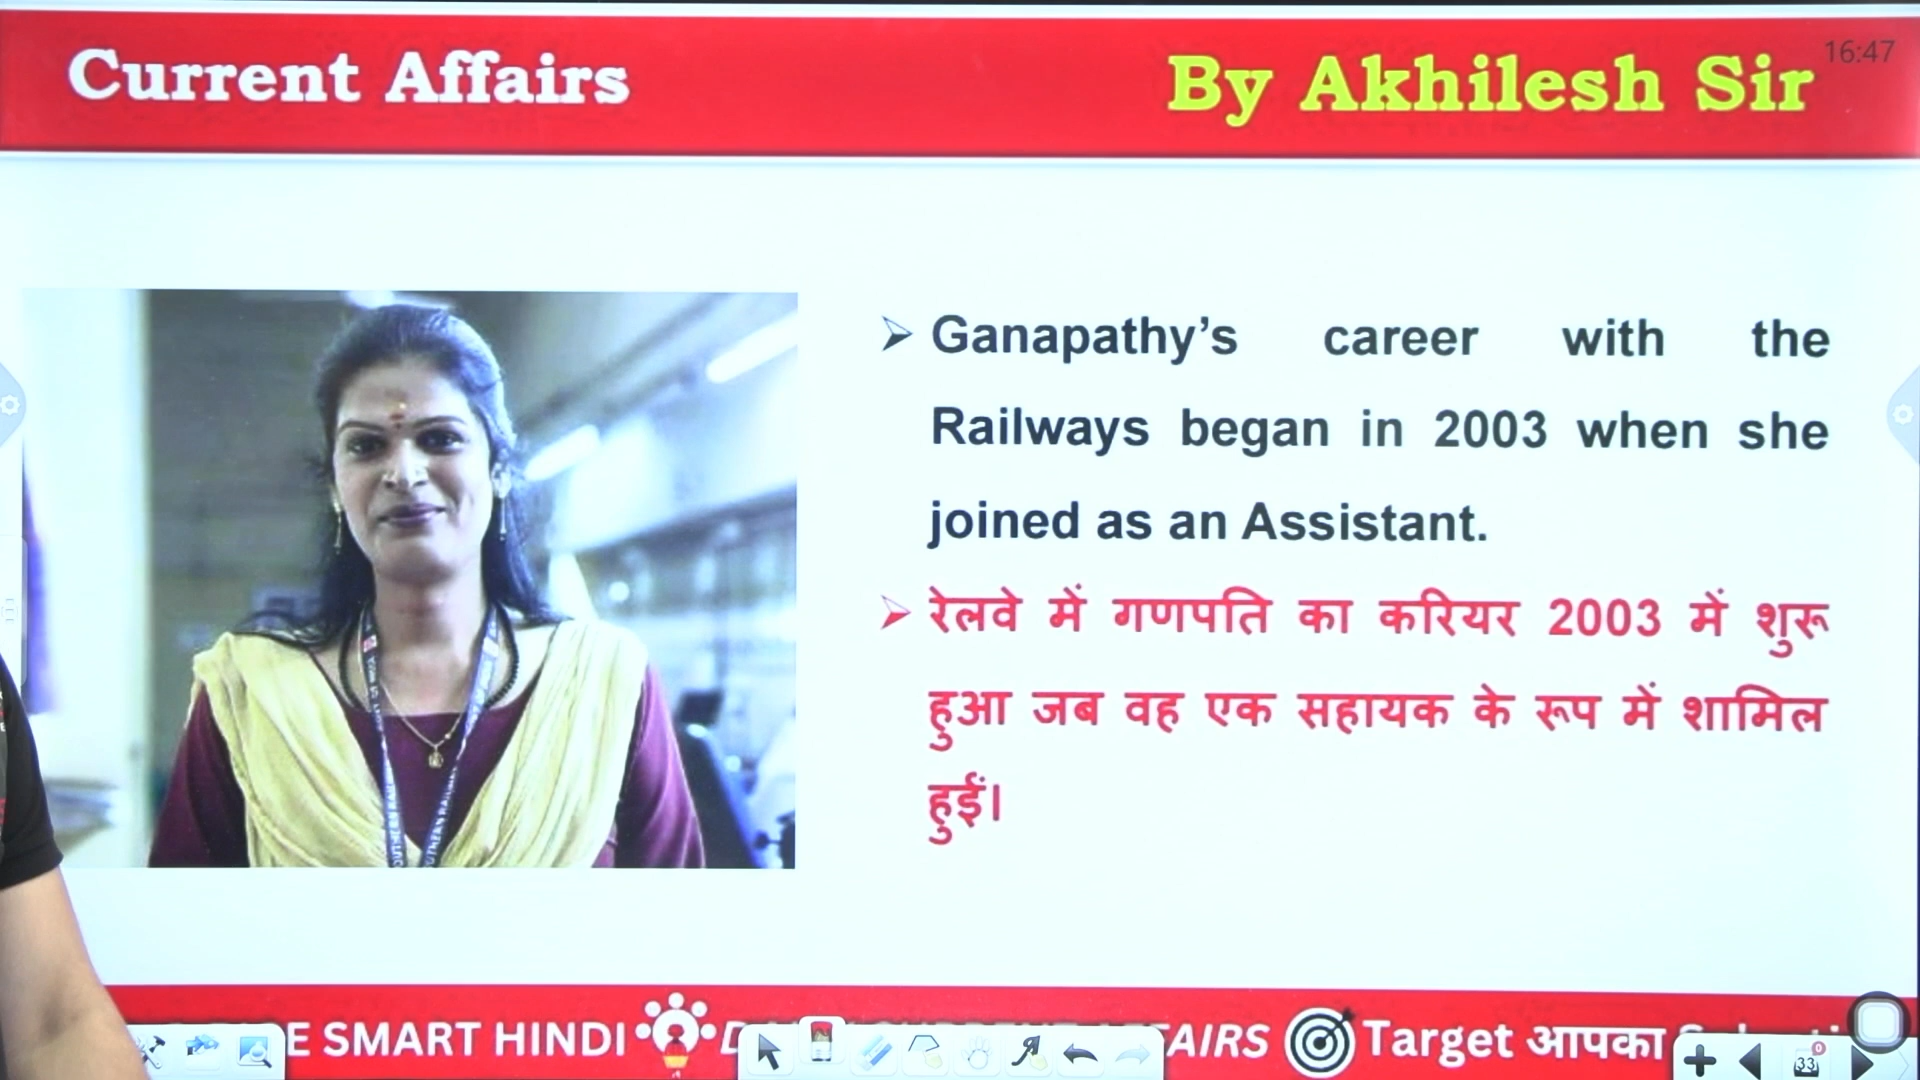 Current Affairs
By Akhilesh Sir
16:47
Ganapathy's career with the
Railways began in 2003 when she
joined as an Assistant.
रेलवे में गणपति का करियर 2003 में शुरू
हुआ जब वह एक सहायक के रूप में शामिल
हुईं।
SMART HINDI
Target आपका
33
0